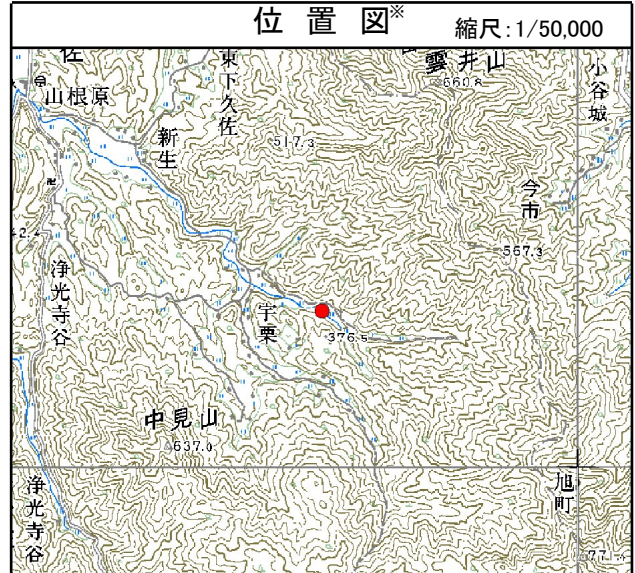 位置図※
縮尺:1/50,000
佐
東下久佐
雲井山
660.8
小谷城
山根原
新生
517.3
今市
567.3
浄光寺谷
宇栗
376.5
中見山
637.0
浄光寺谷
旭町